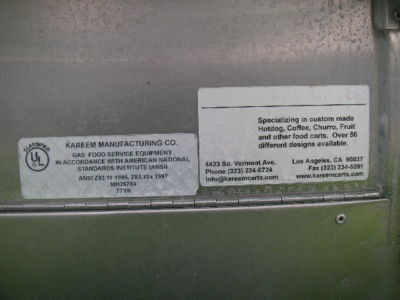 CLASSIFIED
UL
KAREEM MANUFACTURING CO.
GAS FOOD SERVICE EQUIPMENT
IN ACCORDANCE WITH AMERICAN NATIONAL
STANDARDS INSTITUTE (ANSI)
ANSI Z83.11 1996, Z83.11a 1997
MH26784
77YK
Co.
Specializing in custom made
Hotdog, Coffee, Churro, Fruit
and other food carts. Over 50
different designs available.
4423 So. Vermont Ave.
Los Angeles, CA 90037
Phone (323) 234-0724
Fax (323) 234-5091
info@kareemcarts.com
www.kareemcarts.com